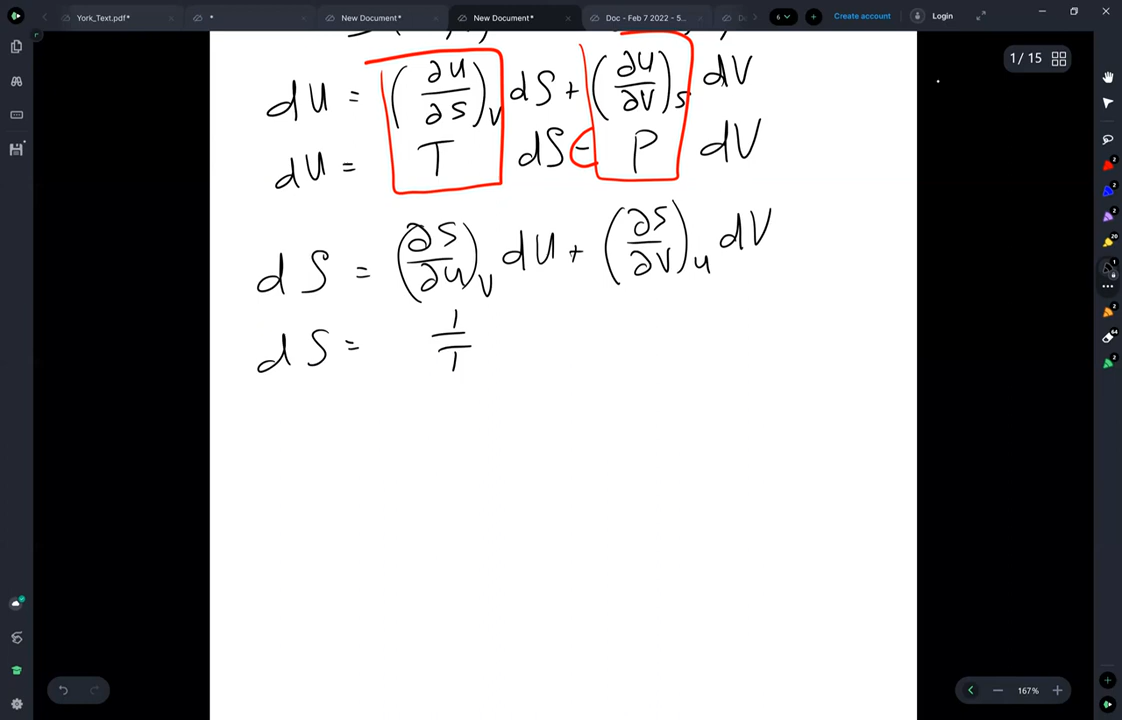 York_Text.pdf*
*
New Document*
New Document*
Doc - Feb 7 2022 - 5...
6
Create account
Login
1 / 15
dU = (∂U/∂S)_V dS + (∂U/∂V)_S dV
dU = T dS - P dV
dS = (∂S/∂U)_V dU + (∂S/∂V)_U dV
dS = 1/T
167%